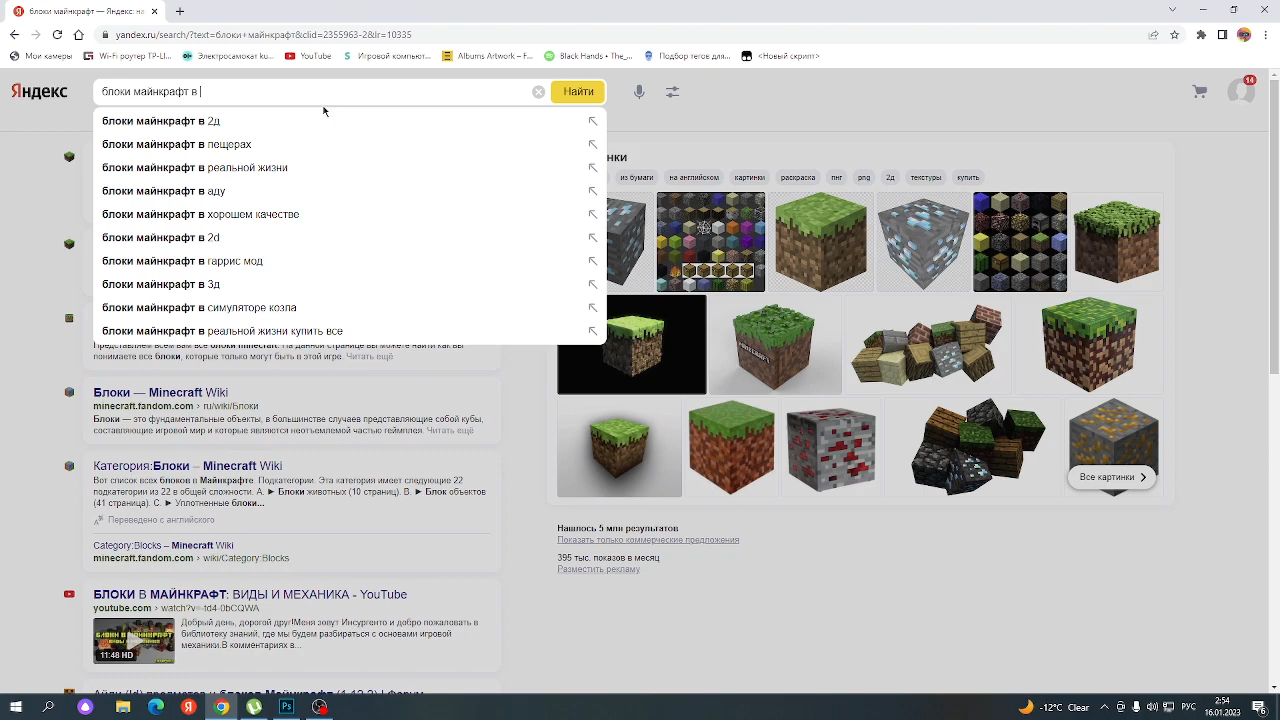 блоки майнкрафт — Яндекс: на
yandex.ru/search/?text=блоки+майнкрафт&clid=2355963-2&lr=10335
Мои кемеры
Wi-Fi роутер TP-LI...
Электросамокат ku...
YouTube
Игровой компьют...
Albums Artwork – F...
Black Hands • The_...
Подбор тегов дл...
<Новый скрипт>
Яндекс
блоки майнкрафт в
Найти
14
блоки майнкрафт в 2д
блоки майнкрафт в пещерах
блоки майнкрафт в реальной жизни
блоки майнкрафт в аду
блоки майнкрафт в хорошем качестве
блоки майнкрафт в 2d
блоки майнкрафт в гаррис мод
блоки майнкрафт в 3д
блоки майнкрафт в симуляторе козла
блоки майнкрафт в реальной жизни купить все
нки
из бумаги
на английском
картинки
раскраска
пнг
png
2д
текстуры
купить
MINECRAFT
Все картинки
понимаете все блоки, которые только могут быть в этой игре. Читать ещё
Блоки — Minecraft Wiki
minecraft.fandom.com › ru/wiki/Блоки
Блоки — это фундаментальные объекты, в большинстве случаев представляющие собой кубы,
составляющие игровой мир и которые являются неотъемлемой частью геймплея. Читать ещё
Категория:Блоки – Minecraft Wiki
Вот список всех блоков в Майнкрафте. Подкатегории. Эта категория имеет следующие 22
подкатегории из 22 в общей сложности. A. ► Блоки животных (10 страниц). B. ► Блок объектов
(41 страниц). C. ► Уплотненные блоки...
Переведено с английского
Category:Blocks – Minecraft Wiki
minecraft.fandom.com › wiki/Category:Blocks
БЛОКИ В МАЙНКРАФТ: ВИДЫ И МЕХАНИКА - YouTube
youtube.com › watch?v=-td4-0bCQWA
Добрый день, дорогой друг!Меня зовут Инсургенто и добро пожаловать в
библиотеку знаний, где мы будем разбираться с основами игровой
механики.В комментариях в...
11:48 HD
Нашлось 5 млн результатов
Показать только коммерческие предложения
395 тыс. показов в месяц
Разместить рекламу
-12°C Clear
РУС
2:54
16.01.2023
6